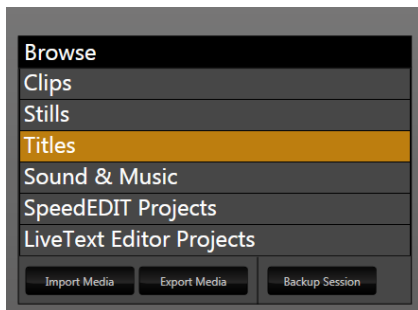 Browse
Clips
Stills
Titles
Sound & Music
SpeedEDIT Projects
LiveText Editor Projects
Import Media Export Media Backup Session